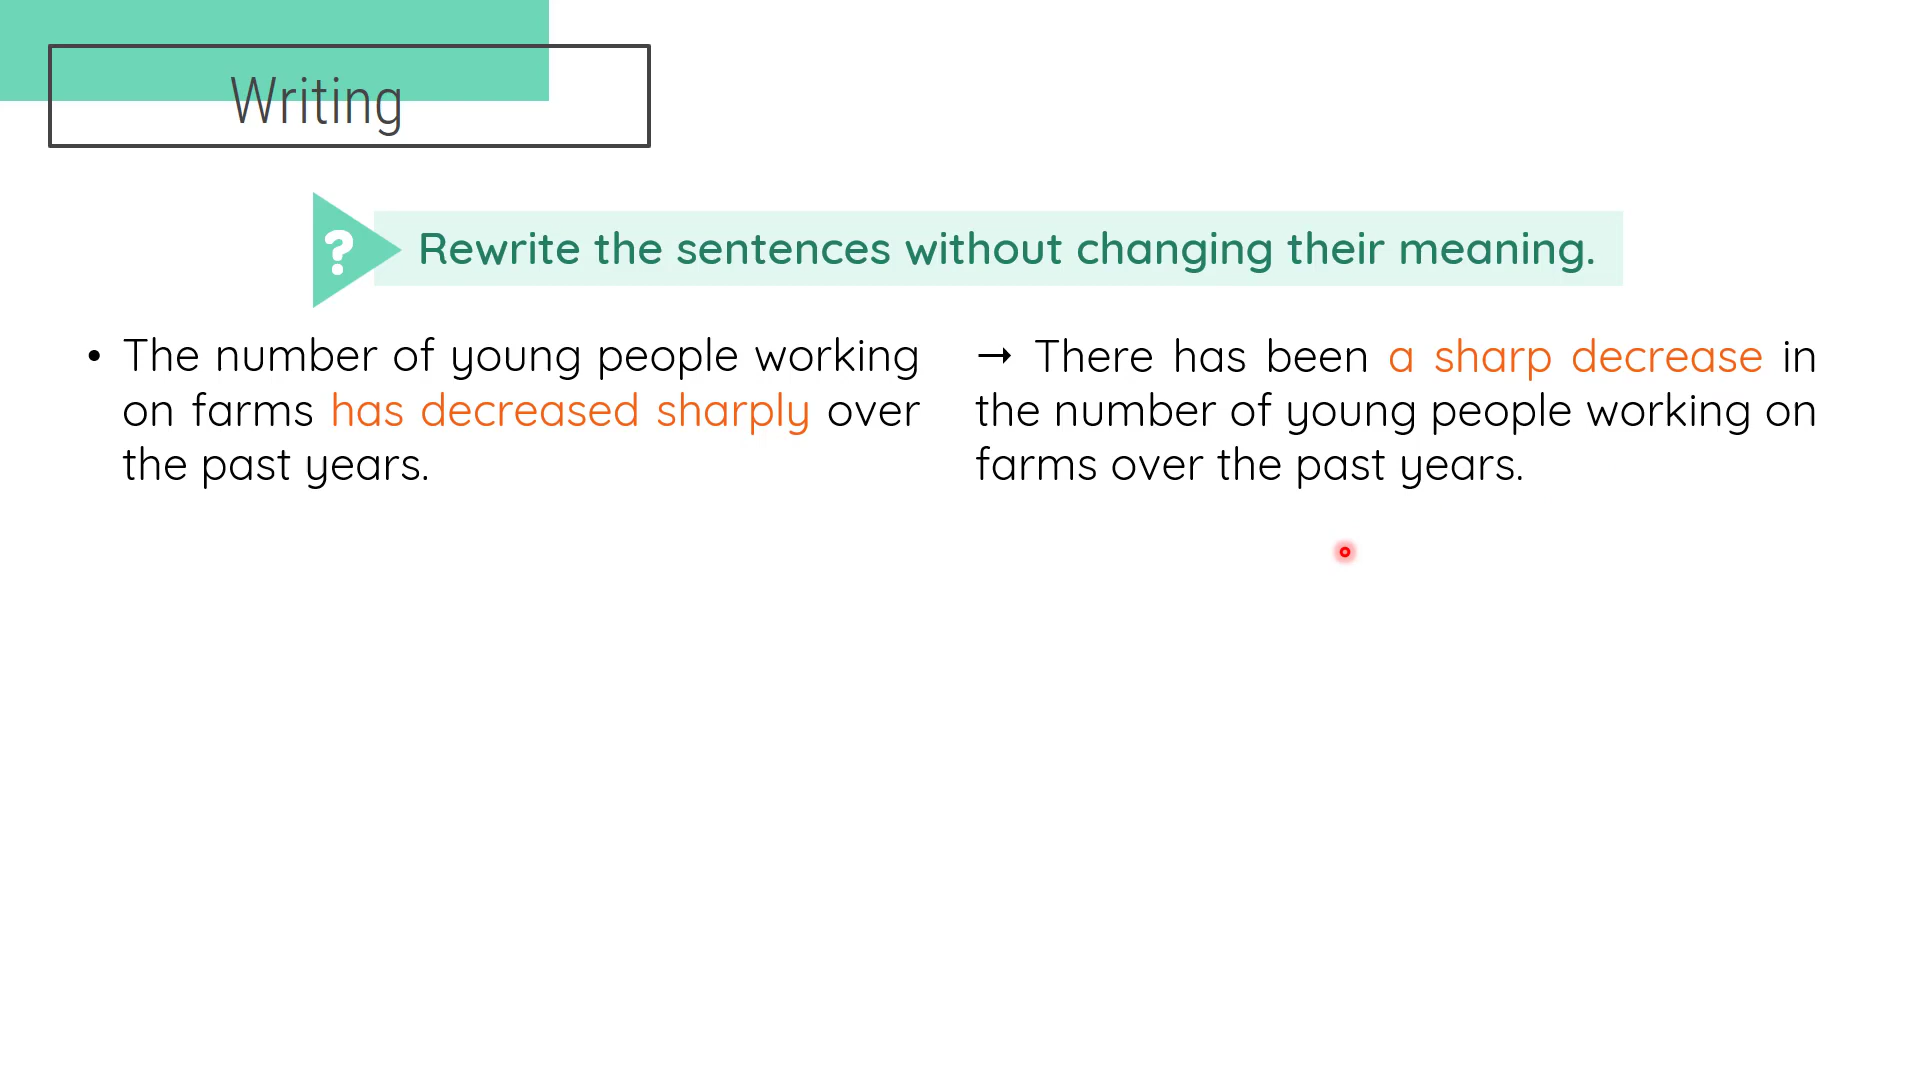 Writing
? Rewrite the sentences without changing their meaning.
• The number of young people working
on farms has decreased sharply over
the past years.
→ There has been a sharp decrease in
the number of young people working on
farms over the past years.